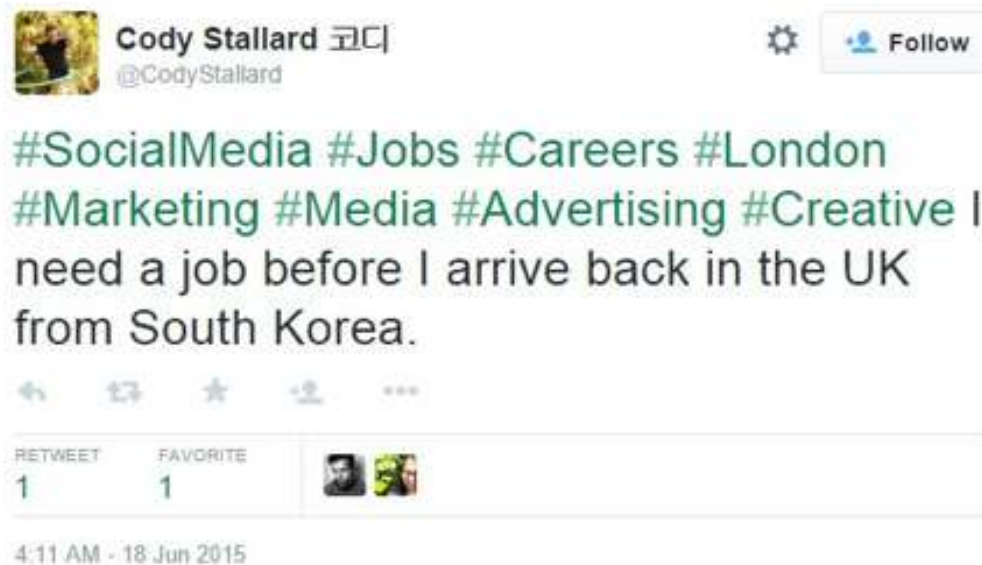 Cody Stallard 코디
Follow
@CodyStallard
#SocialMedia #Jobs #Careers #London
#Marketing #Media #Advertising #Creative I
need a job before I arrive back in the UK
from South Korea.
RETWEET FAVORITE
1 1
4:11 AM - 18 Jun 2015